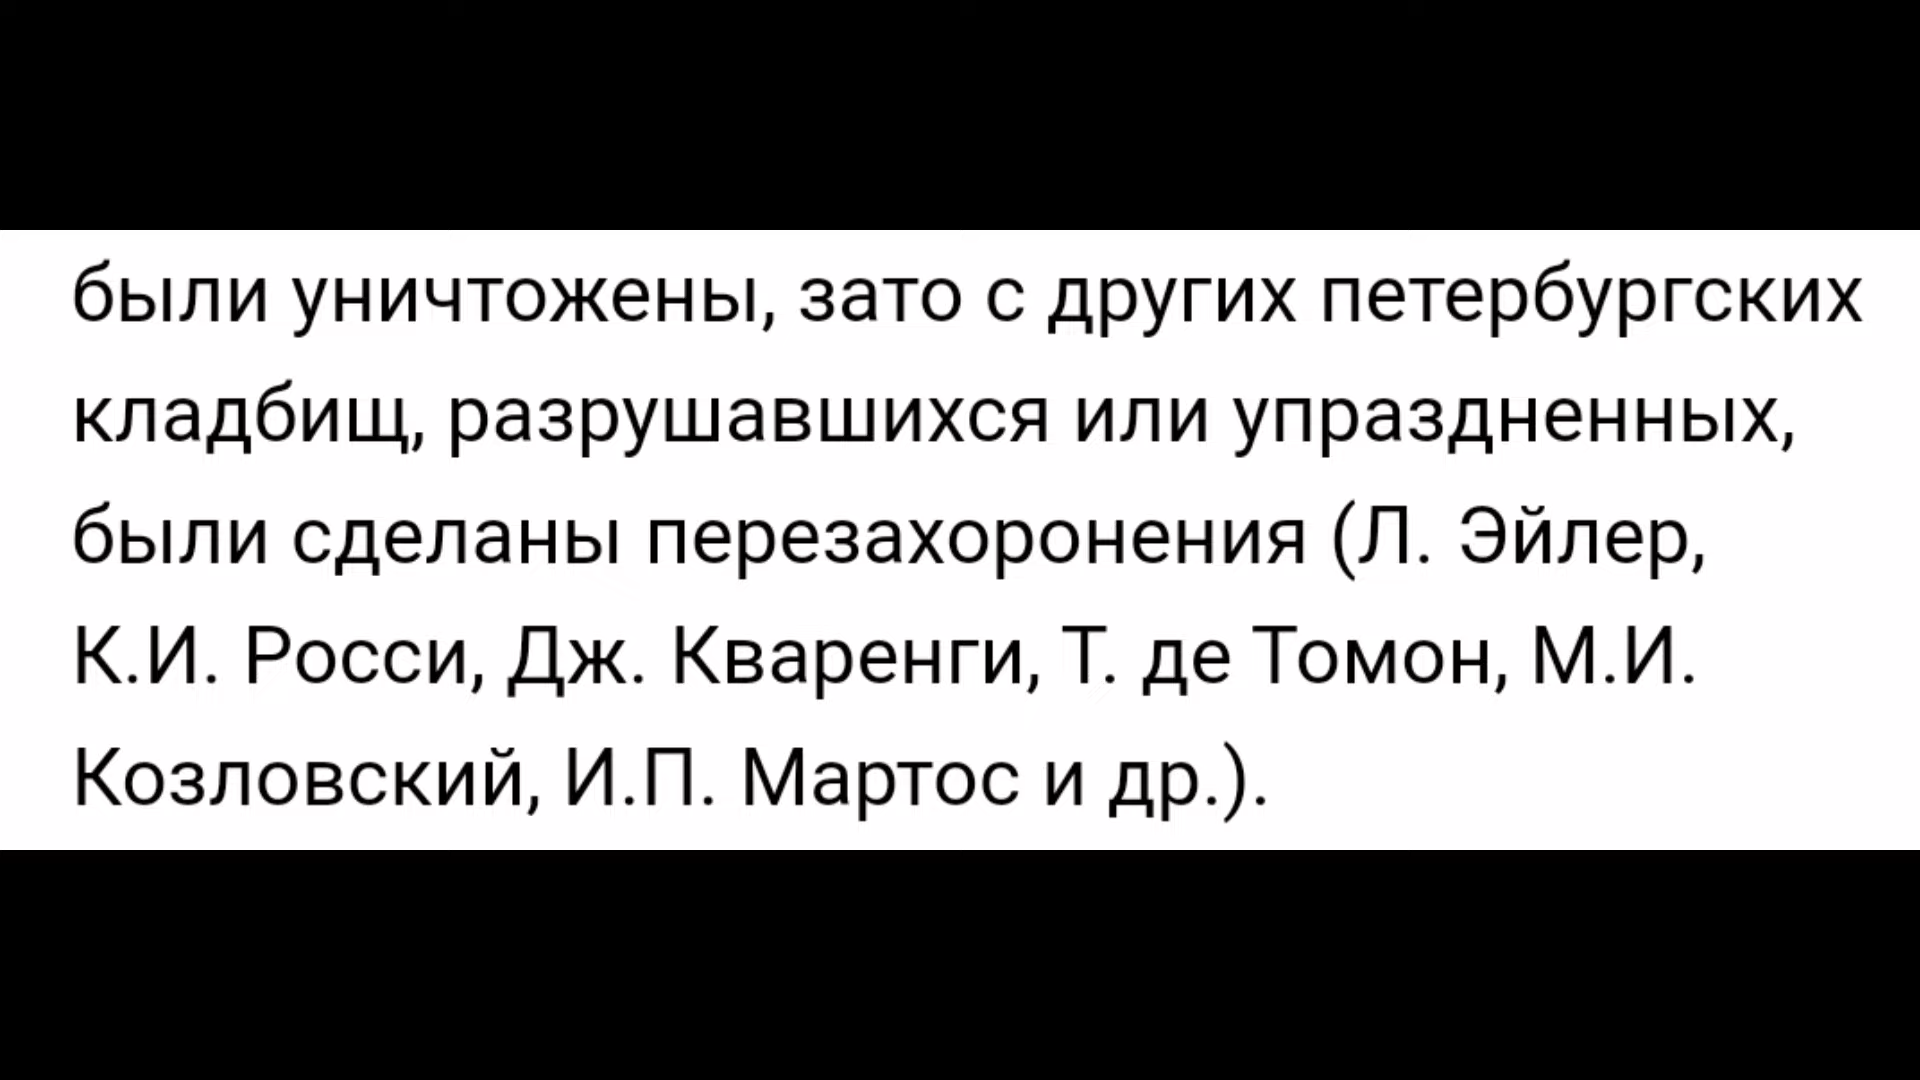 были уничтожены, зато с других петербургских
кладбищ, разрушавшихся или упраздненных,
были сделаны перезахоронения (Л. Эйлер,
К.И. Росси, Дж. Кваренги, Т. де Томон, М.И.
Козловский, И.П. Мартос и др.).